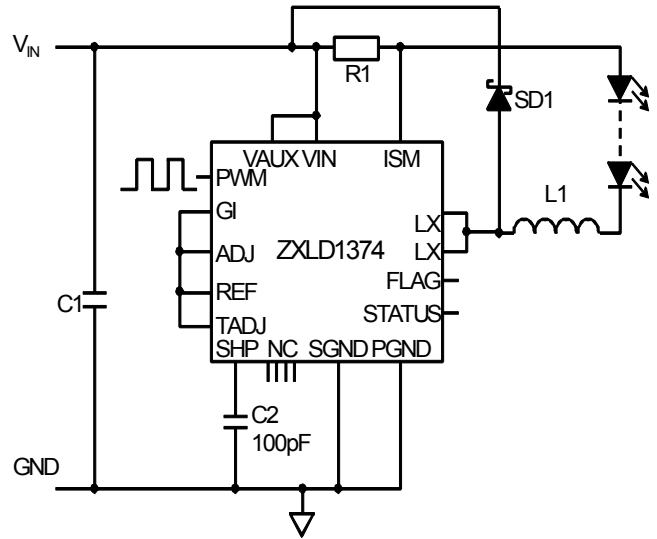 VIN
R1
SD1
VAUX VIN ISM
PWM
GI
ADJ
REF
TADJ
ZXLD1374
LX
LX
FLAG
STATUS
L1
SHP NC SGND PGND
C1
C2
100pF
GND